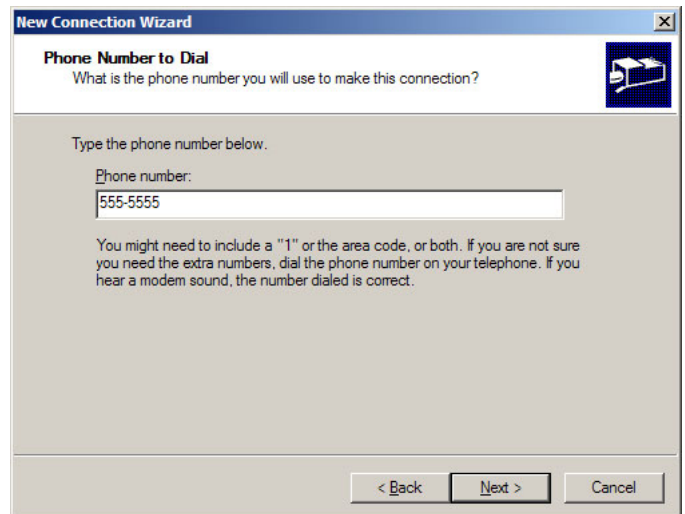 New Connection Wizard
Phone Number to Dial
What is the phone number you will use to make this connection?
Type the phone number below.
Phone number:
555-5555
You might need to include a "1" or the area code, or both. If you are not sure
you need the extra numbers, dial the phone number on your telephone. If you
hear a modem sound, the number dialed is correct.
< Back Next > Cancel